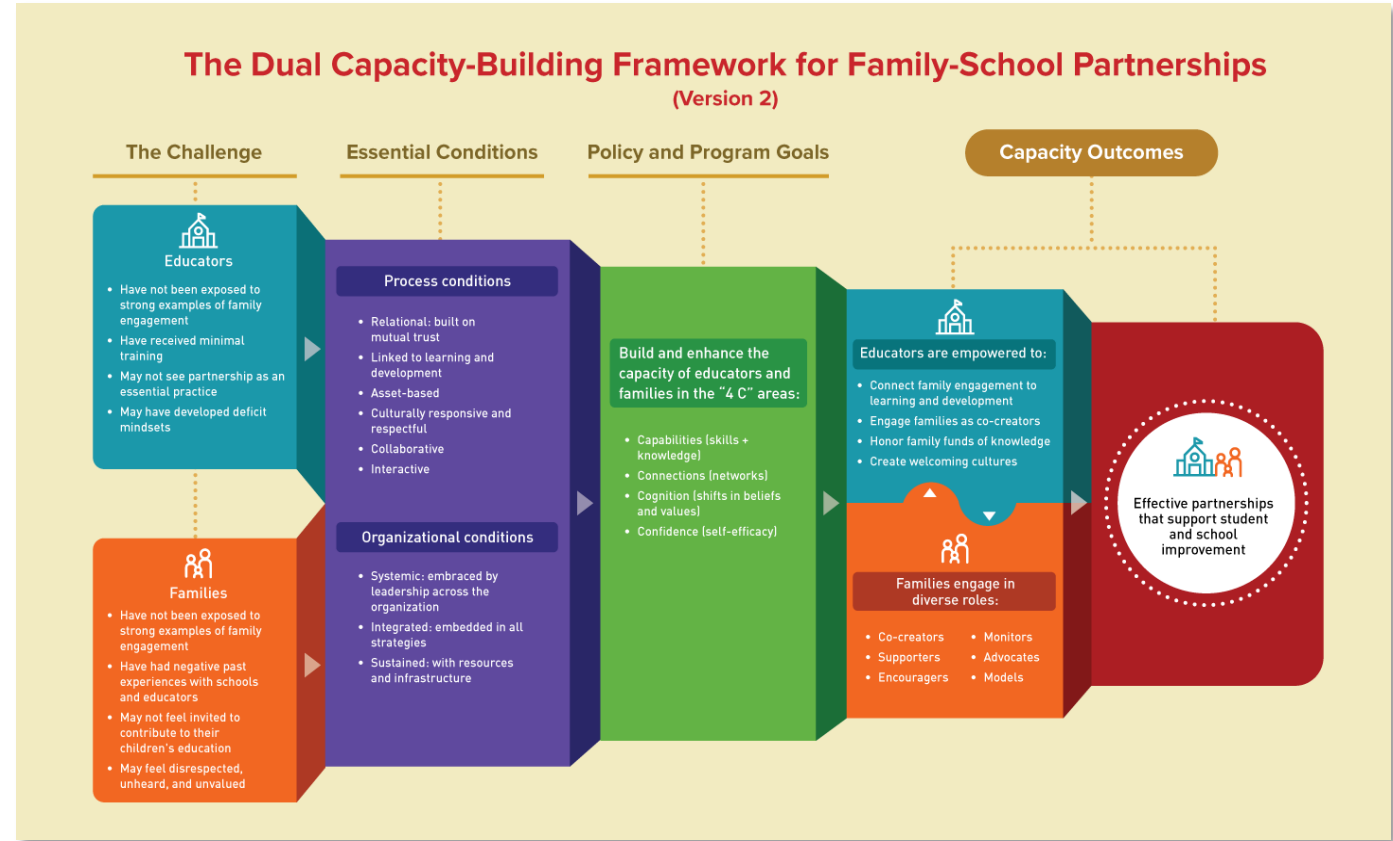 The Dual Capacity-Building Framework for Family-School Partnerships
(Version 2)
The Challenge
Educators
• Have not been exposed to
strong examples of family
engagement
• Have received minimal
training
• May not see partnership as an
essential practice
• May have developed deficit
mindsets
Families
• Have not been exposed to
strong examples of family
engagement
• Have had negative past
experiences with schools
and educators
• May not feel invited to
contribute to their
children's education
• May feel disrespected,
unheard, and unvalued
Essential Conditions
Process conditions
• Relational: built on
mutual trust
• Linked to learning and
development
• Asset-based
• Culturally responsive and
respectful
• Collaborative
• Interactive
Organizational conditions
• Systemic: embraced by
leadership across the
organization
• Integrated: embedded in all
strategies
• Sustained: with resources
and infrastructure
Policy and Program Goals
Build and enhance the
capacity of educators and
families in the "4 C" areas:
• Capabilities (skills +
knowledge)
• Connections (networks)
• Cognition (shifts in beliefs
and values)
• Confidence (self-efficacy)
Capacity Outcomes
Educators are empowered to:
• Connect family engagement to
learning and development
• Engage families as co-creators
• Honor family funds of knowledge
• Create welcoming cultures
Families engage in
diverse roles:
• Co-creators
• Supporters
• Encouragers
• Monitors
• Advocates
• Models
Effective partnerships
that support student
and school
improvement